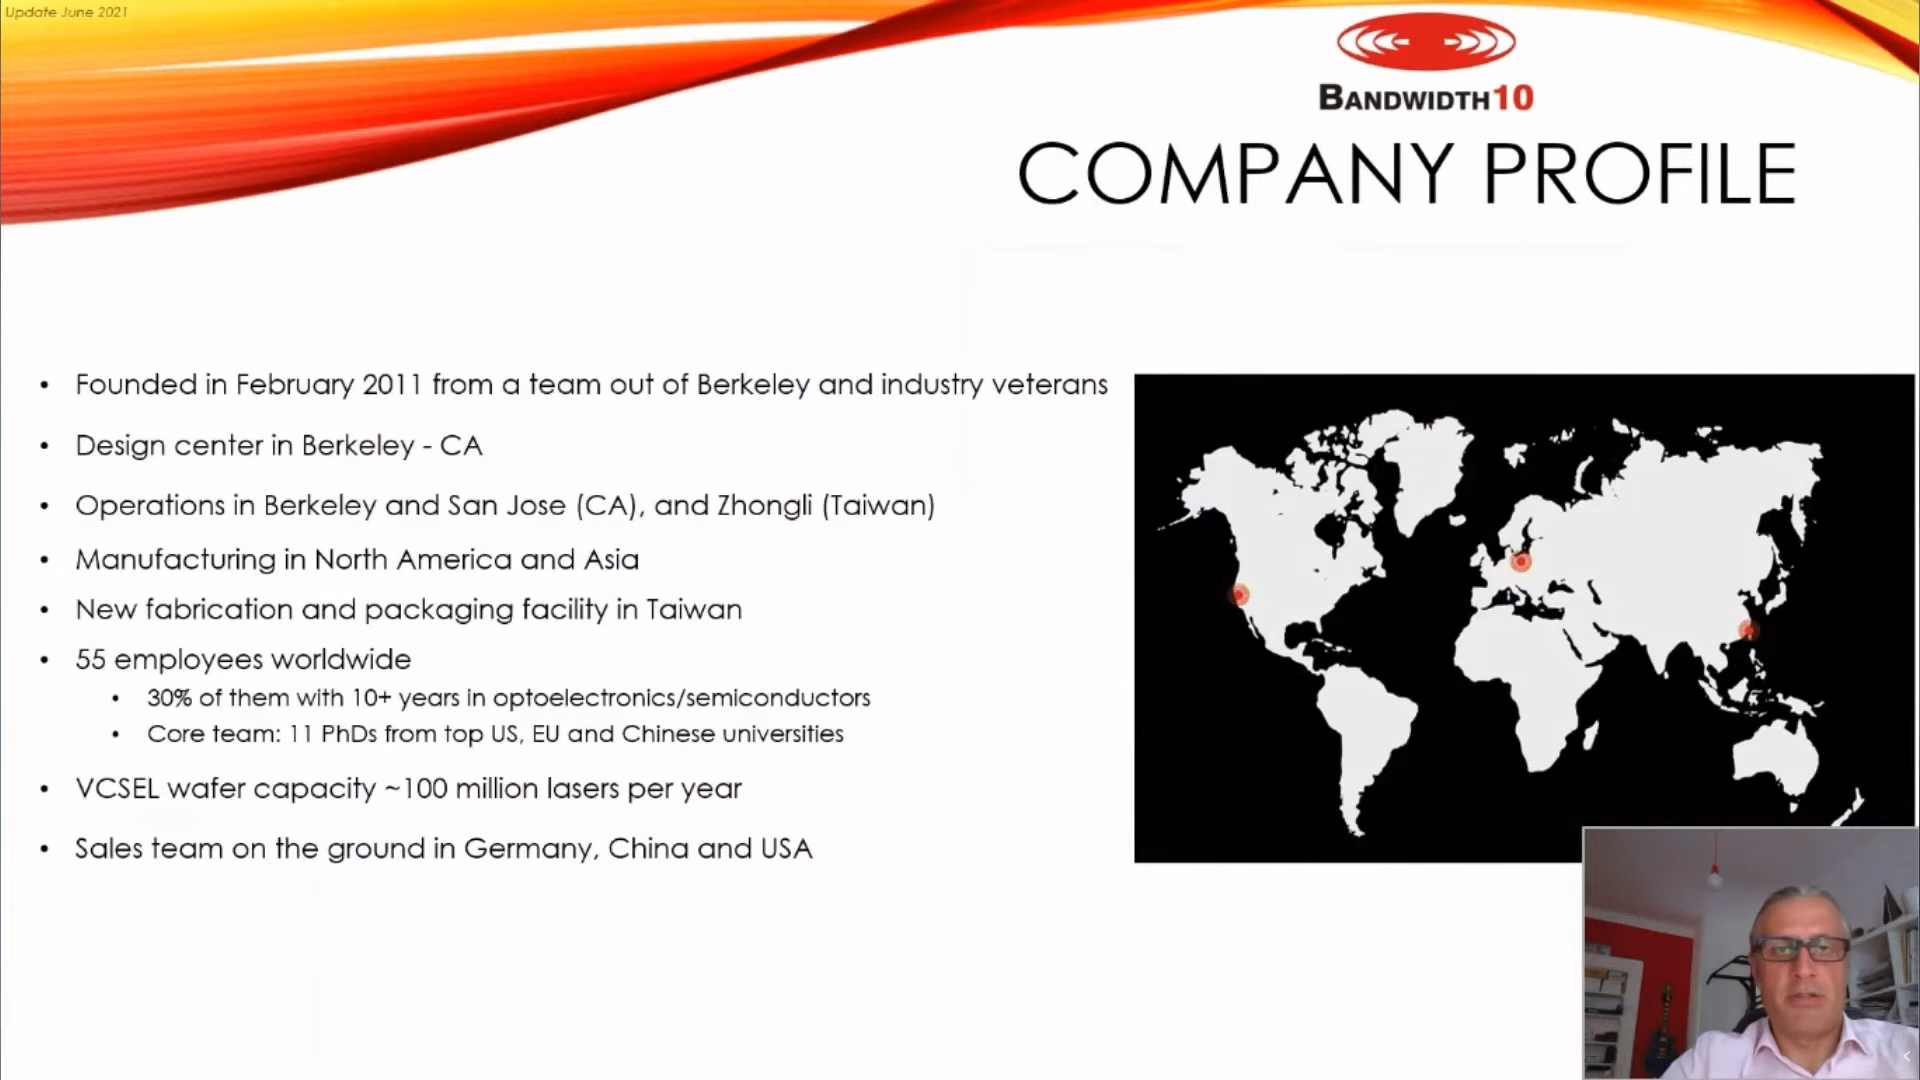 Update June 2021
BANDWIDTH10
COMPANY PROFILE
• Founded in February 2011 from a team out of Berkeley and industry veterans
• Design center in Berkeley - CA
• Operations in Berkeley and San Jose (CA), and Zhongli (Taiwan)
• Manufacturing in North America and Asia
• New fabrication and packaging facility in Taiwan
• 55 employees worldwide
• 30% of them with 10+ years in optoelectronics/semiconductors
• Core team: 11 PhDs from top US, EU and Chinese universities
• VCSEL wafer capacity ~100 million lasers per year
• Sales team on the ground in Germany, China and USA